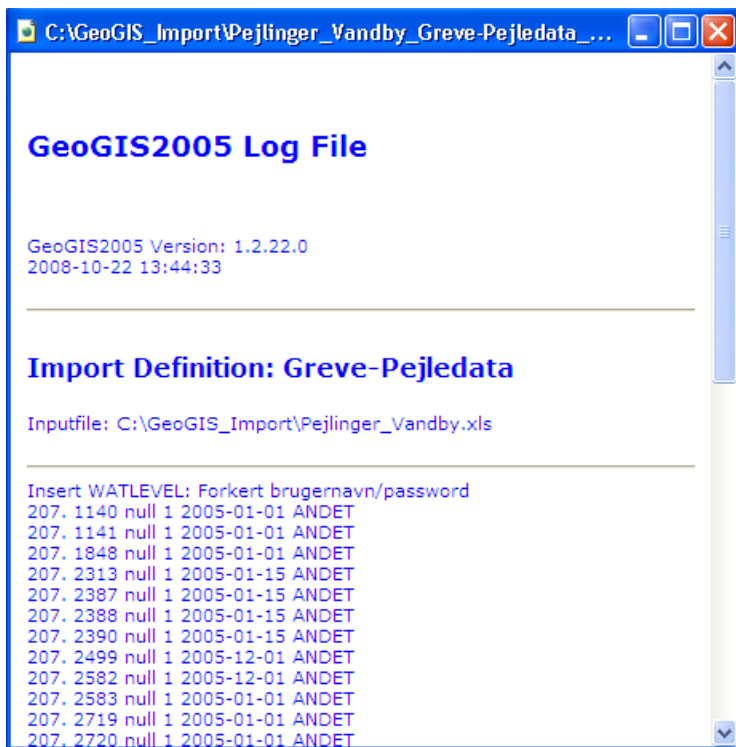 C:\GeoGIS_Import\Pejlinger_Vandby_Greve-Pejledata_...
GeoGIS2005 Log File
GeoGIS2005 Version: 1.2.22.0
2008-10-22 13:44:33
Import Definition: Greve-Pejledata
Inputfile: C:\GeoGIS_Import\Pejlinger_Vandby.xls
Insert WATLEVEL: Forkert brugernavn/password
207. 1140 null 1 2005-01-01 ANDET
207. 1141 null 1 2005-01-01 ANDET
207. 1848 null 1 2005-01-01 ANDET
207. 2313 null 1 2005-01-15 ANDET
207. 2387 null 1 2005-01-15 ANDET
207. 2388 null 1 2005-01-15 ANDET
207. 2390 null 1 2005-01-15 ANDET
207. 2499 null 1 2005-12-01 ANDET
207. 2582 null 1 2005-12-01 ANDET
207. 2583 null 1 2005-01-01 ANDET
207. 2719 null 1 2005-01-01 ANDET
207. 2720 null 1 2005-01-01 ANDET